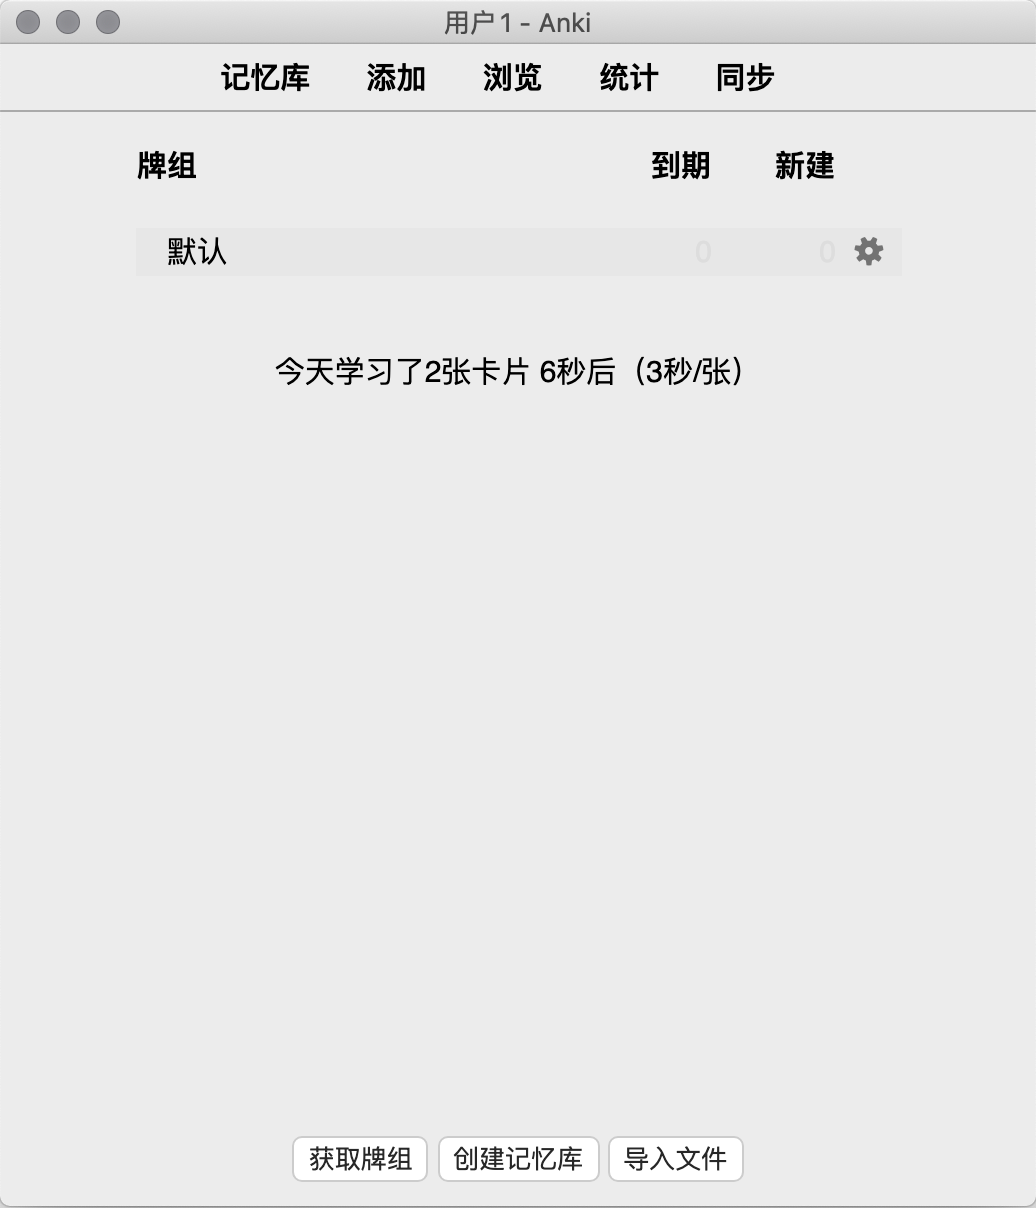 用户1 - Anki
记忆库 添加 浏览 统计 同步
牌组 到期 新建
默认 0 0
今天学习了2张卡片 6秒后（3秒/张）
获取牌组 创建记忆库 导入文件